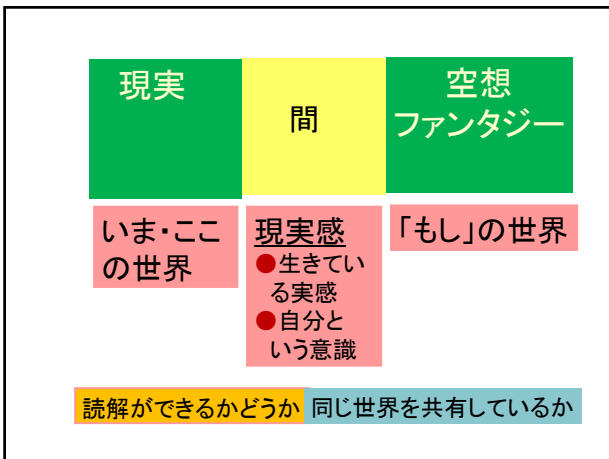 現実
間
空想
ファンタジー
いま・ここ
の世界
現実感
●生きてい
る実感
●自分と
いう意識
「もし」の世界
読解ができるかどうか
同じ世界を共有しているか